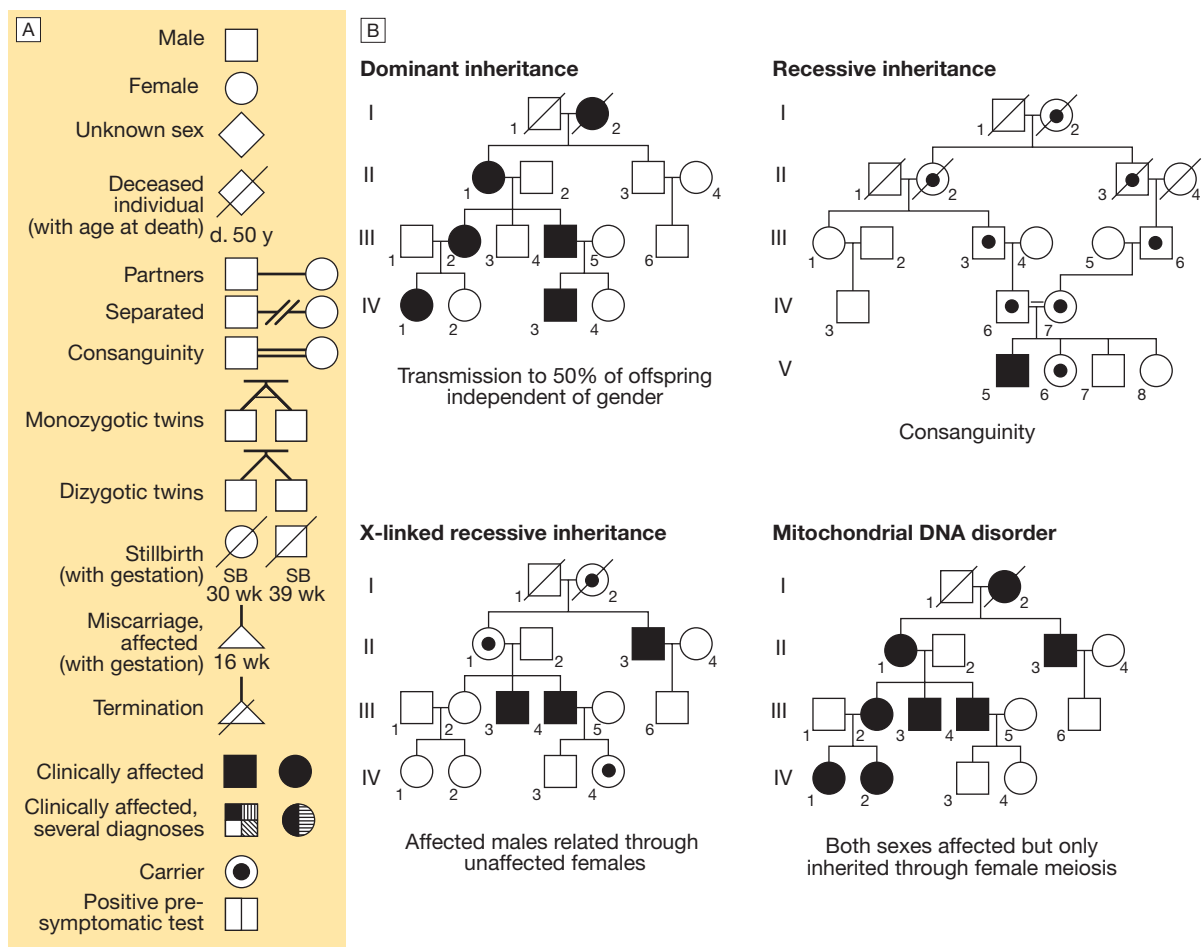 A
Male
Female
Unknown sex
Deceased
individual
(with age at death)
d. 50 y
Partners
Separated
Consanguinity
Monozygotic twins
Dizygotic twins
Stillbirth
(with gestation)
SB SB
30 wk 39 wk
Miscarriage,
affected
(with gestation)
16 wk
Termination
Clinically affected
Clinically affected,
several diagnoses
Carrier
Positive pre-
symptomatic test
B
Dominant inheritance
I
1 2
II
1 2 3 4
III
1 2 3 4 5 6
IV
1 2 3 4
Transmission to 50% of offspring
independent of gender
Recessive inheritance
I
1 2
II
1 2 3 4
III
1 2 3 4 5 6
IV
3 6 7
V
5 6 7 8
Consanguinity
X-linked recessive inheritance
I
1 2
II
1 2 3 4
III
1 2 3 4 5 6
IV
1 2 3 4
Affected males related through
unaffected females
Mitochondrial DNA disorder
I
1 2
II
1 2 3 4
III
1 2 3 4 5 6
IV
1 2 3 4
Both sexes affected but only
inherited through female meiosis